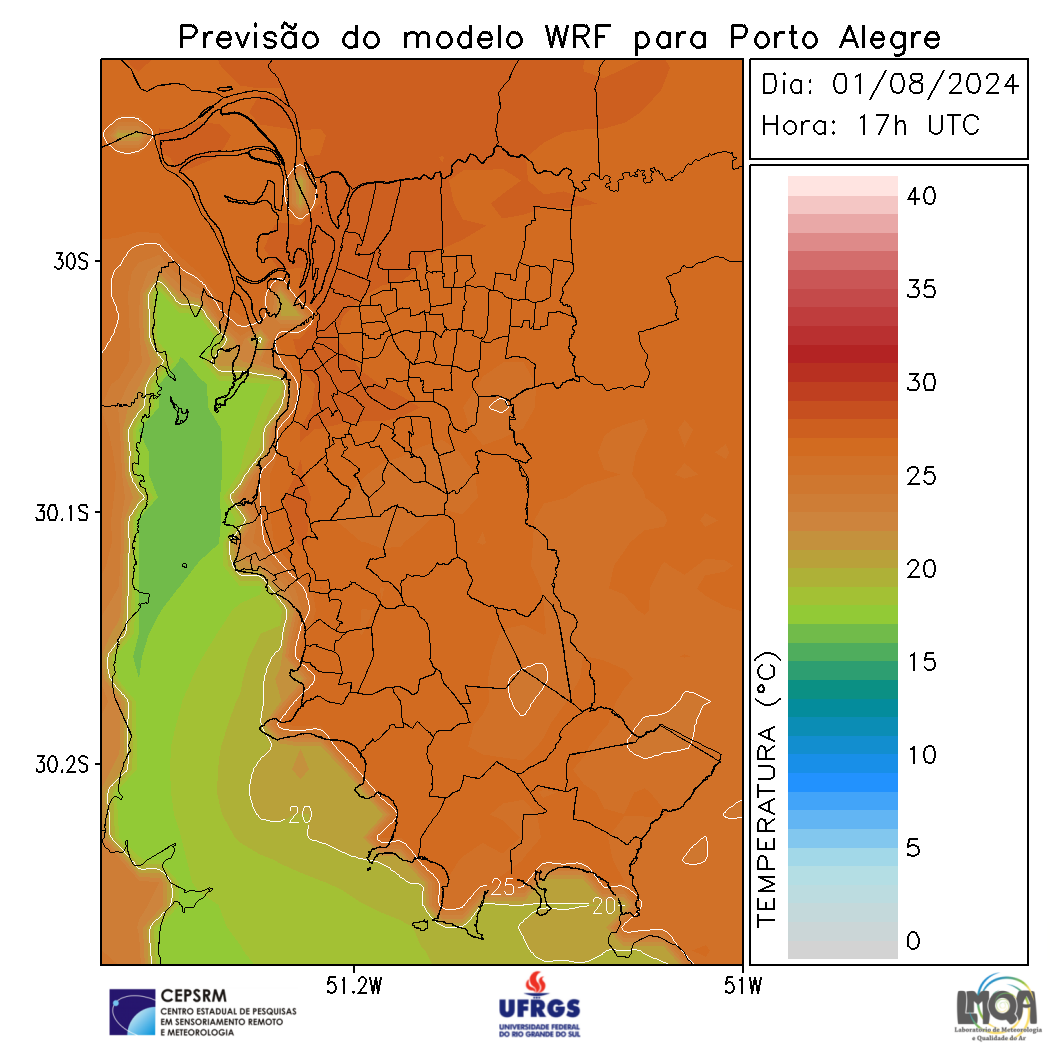 Previsão do modelo WRF para Porto Alegre
Dia: 01/08/2024
Hora: 17h UTC
30S
30.1S
30.2S
51.2W
51W
20
25
20
TEMPERATURA (°C)
40
35
30
25
20
15
10
5
0
CEPSRM
CENTRO ESTADUAL DE PESQUISAS
EM SENSORIAMENTO REMOTO
E METEOROLOGIA
UFRGS
UNIVERSIDADE FEDERAL
DO RIO GRANDE DO SUL
LMQA
Laboratório de Meteorologia
e Qualidade do Ar